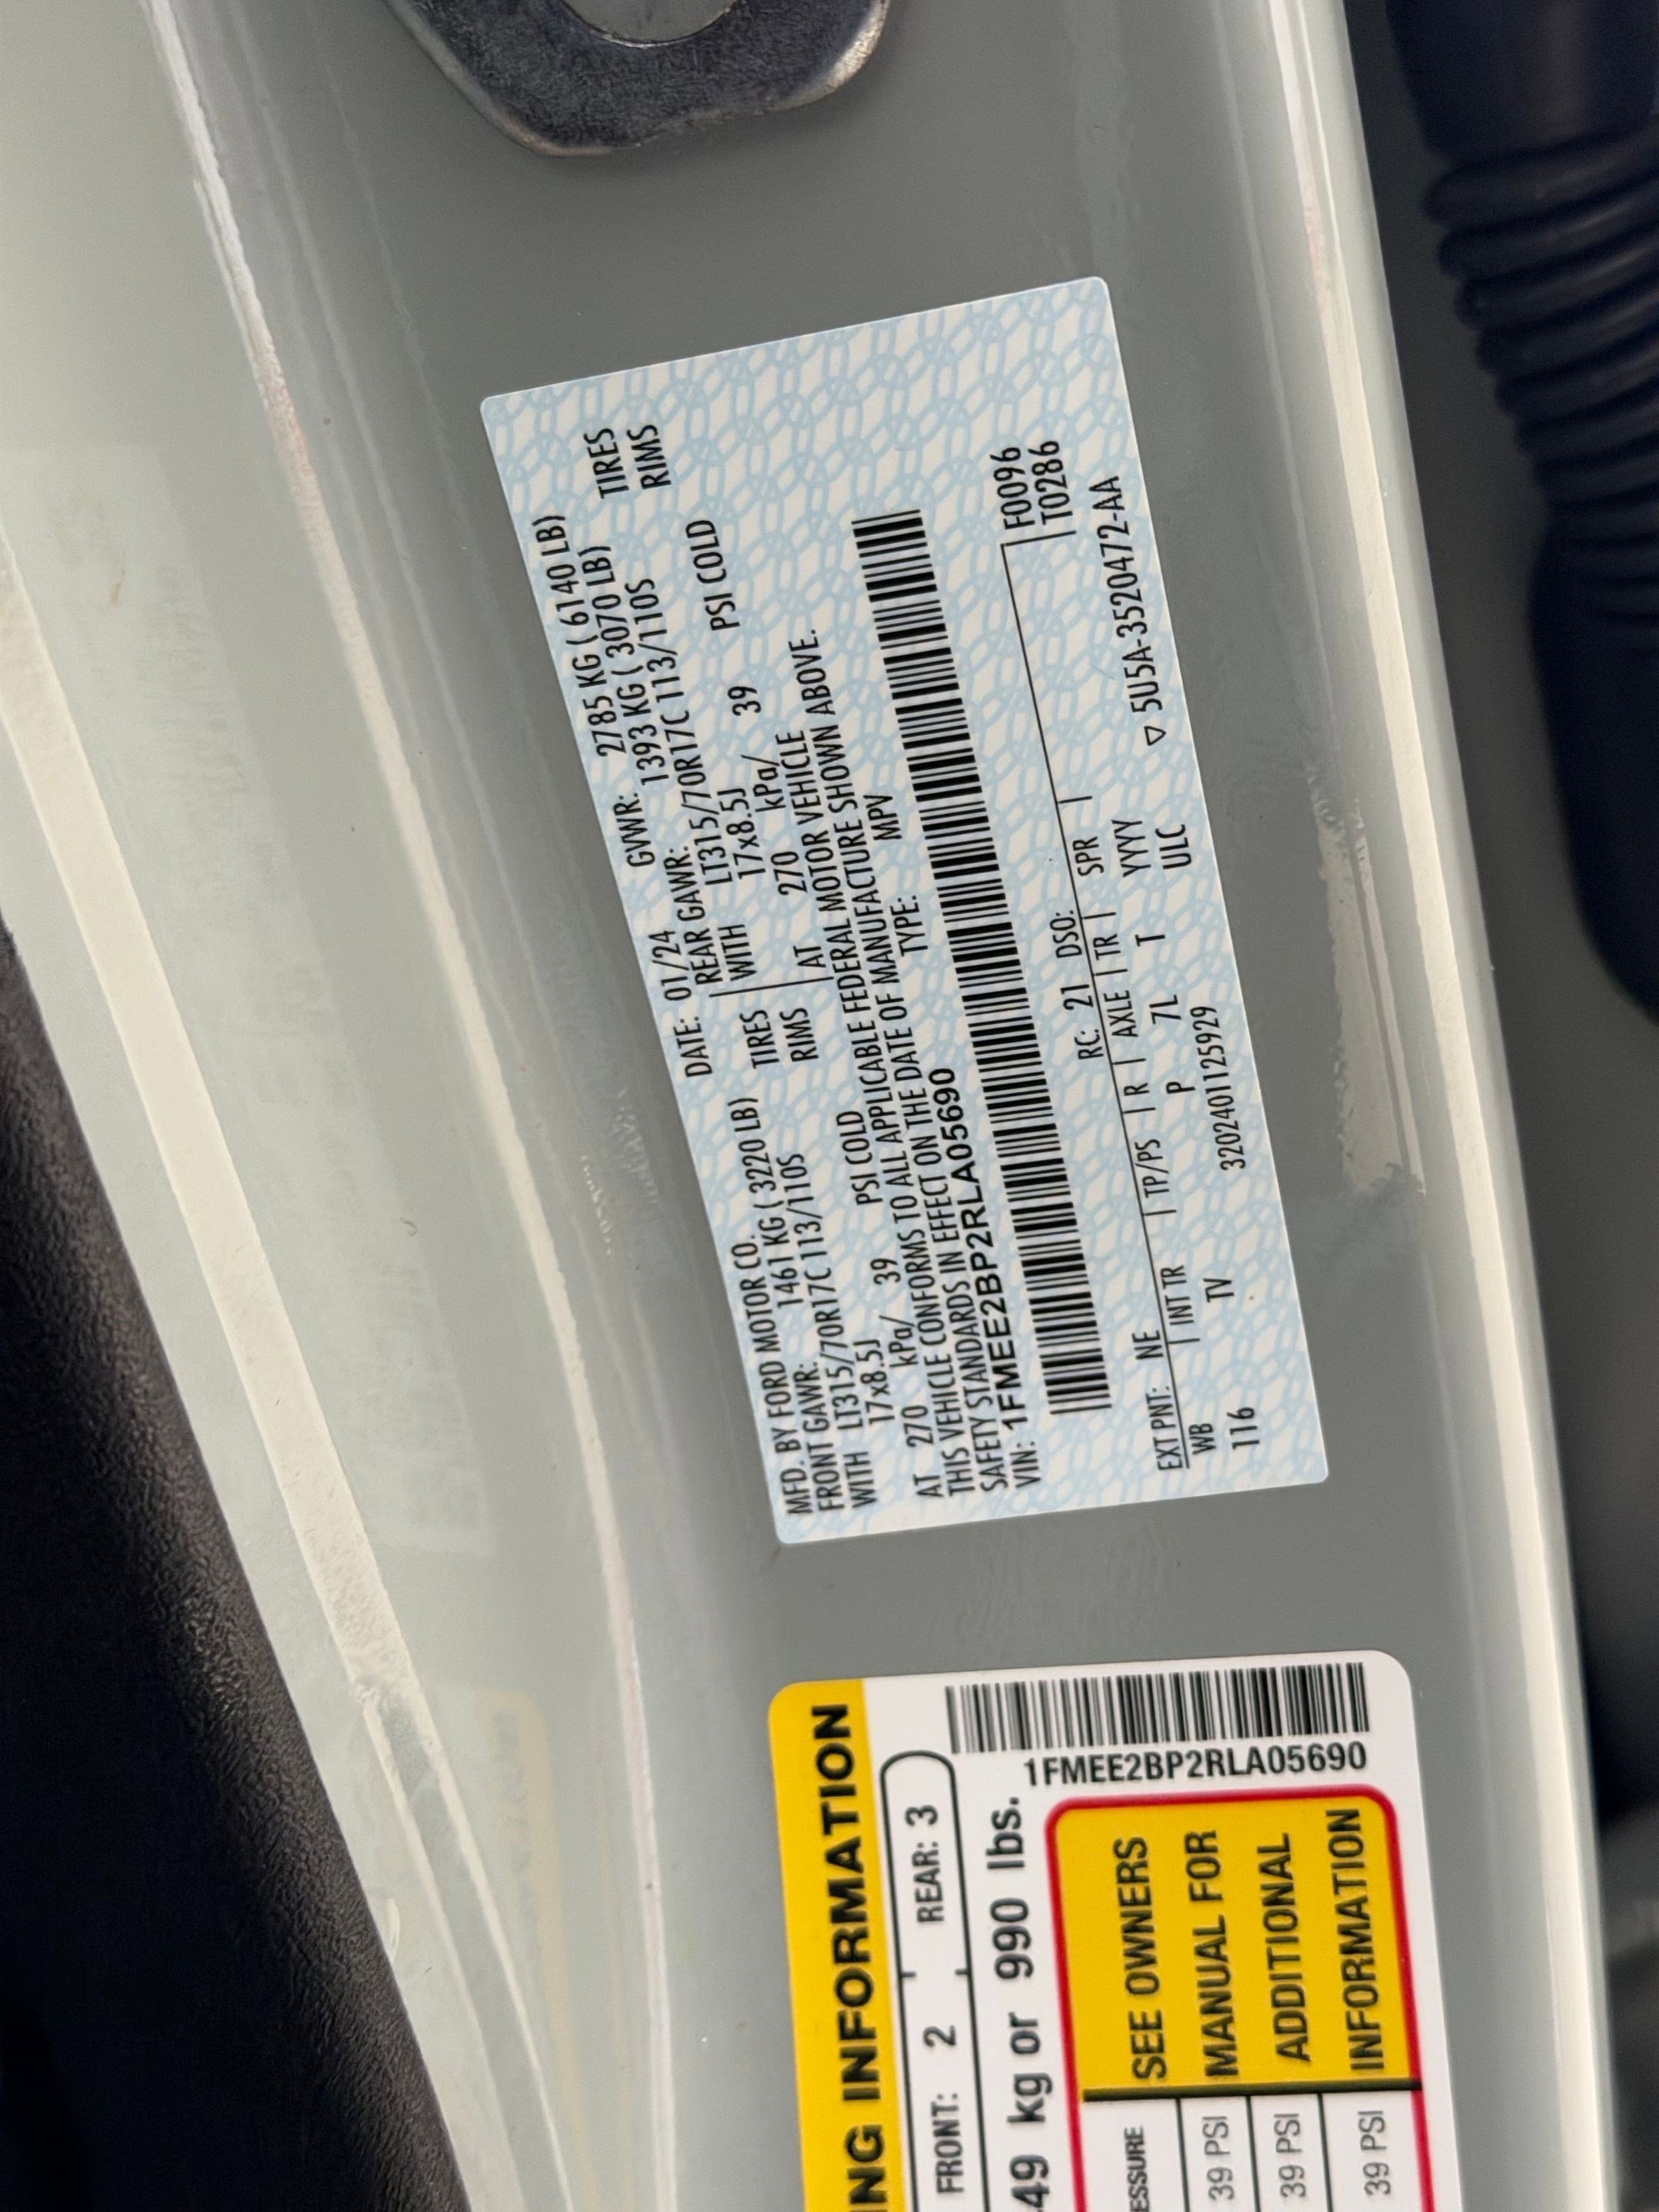 MFD. BY FORD MOTOR CO. DATE: 01/24 GVWR: 2785 KG ( 6140 LB)
FRONT GAWR: 1461 KG ( 3220 LB) REAR GAWR: 1393 KG ( 3070 LB)
WITH LT315/70R17C 113/110S TIRES WITH LT315/70R17C 113/110S TIRES
17x8.5J RIMS 17x8.5J RIMS
AT 270 kPa/ 39 PSI COLD AT 270 kPa/ 39 PSI COLD
THIS VEHICLE CONFORMS TO ALL APPLICABLE FEDERAL MOTOR VEHICLE
SAFETY STANDARDS IN EFFECT ON THE DATE OF MANUFACTURE SHOWN ABOVE.
VIN: 1FMEE2BP2RLA05690 TYPE: MPV
EXT PNT: NE RC: 21 DSO: F0096
WB INT TR TP/PS R AXLE TR SPR T0286
116 TV P 7L T YYYY
3202401125929 ULC ▽ 5U5A-3520472-AA
NG INFORMATION
FRONT: 2 REAR: 3
49 kg or 990 lbs.
1FMEE2BP2RLA05690
ESSURE
39 PSI
39 PSI
39 PSI
SEE OWNERS
MANUAL FOR
ADDITIONAL
INFORMATION